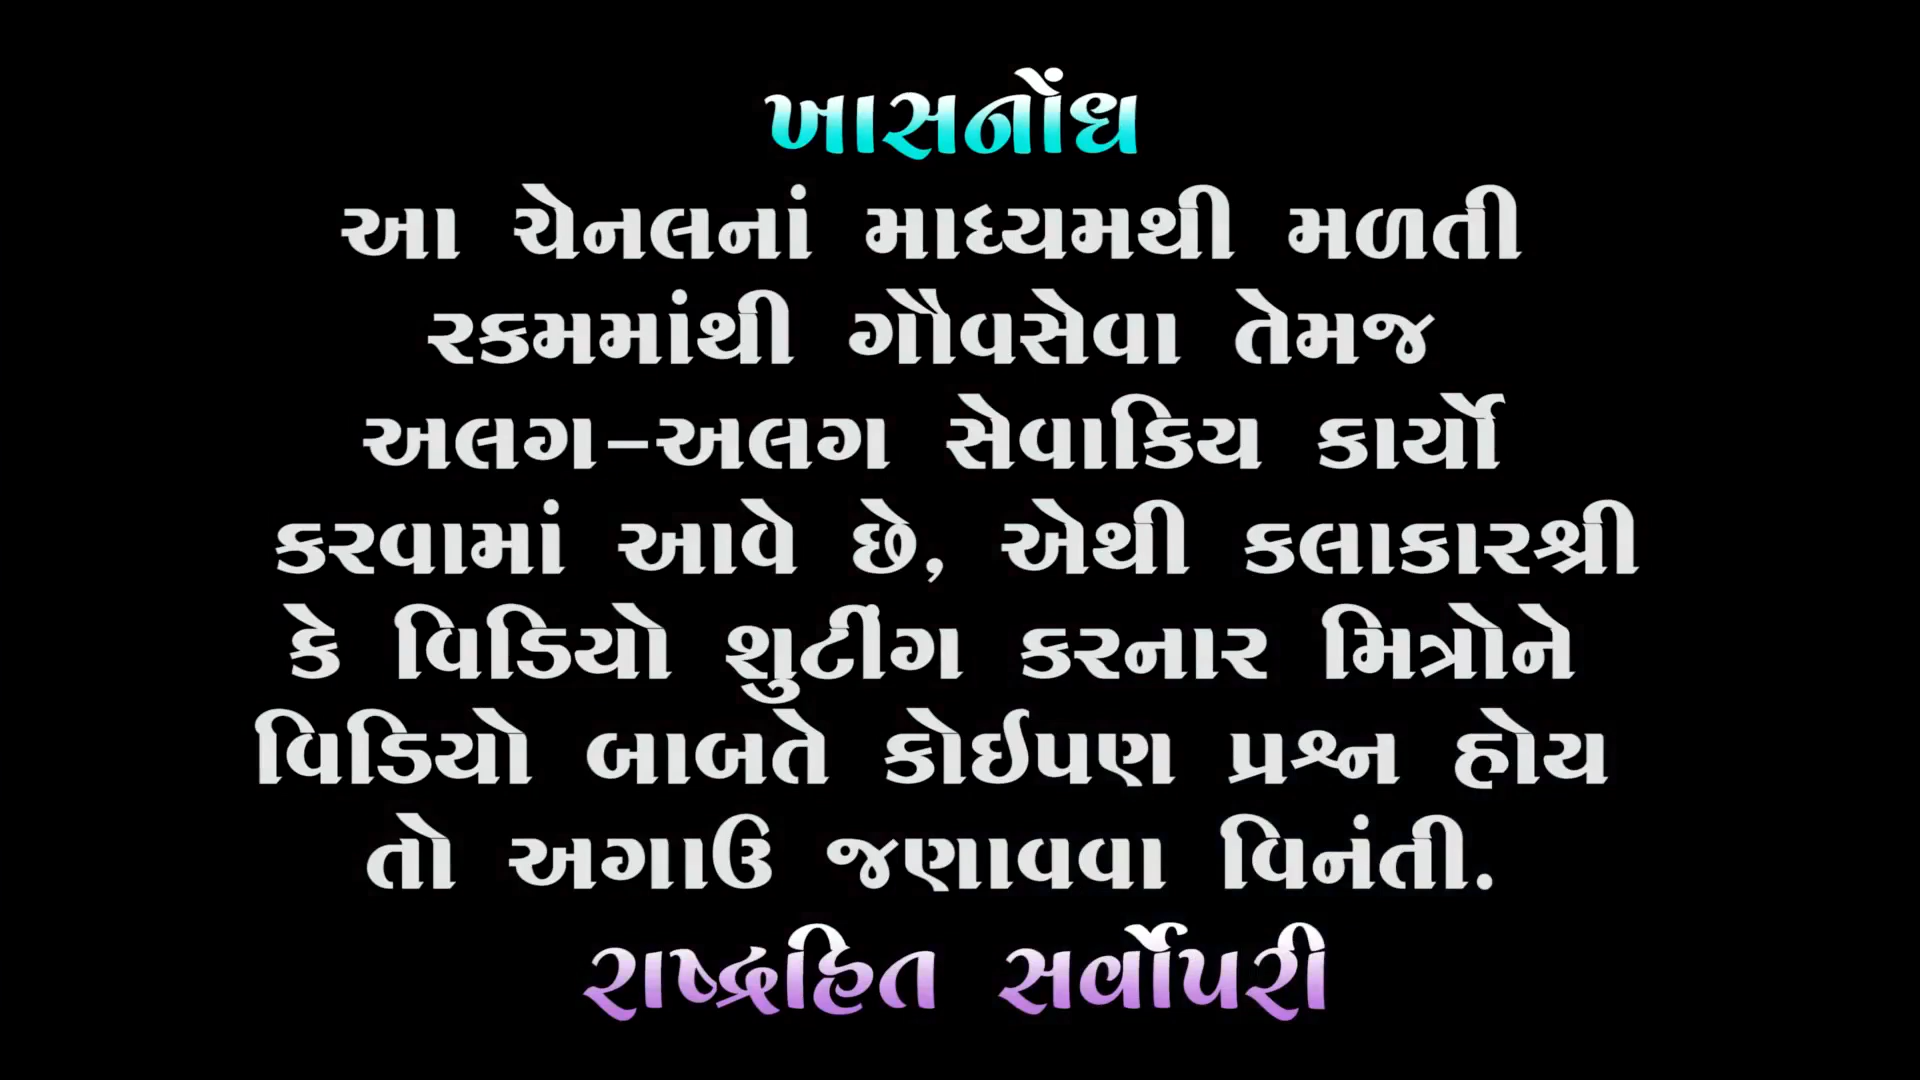 ખાસનોંધ
આ ચેનલનાં માધ્યમથી મળતી
રકમમાંથી ગૌવસેવા તેમજ
અલગ-અલગ સેવાકિય કાર્યો
કરવામાં આવે છે, એથી કલાકારશ્રી
કે વિડિયો શુટીંગ કરનાર મિત્રોને
વિડિયો બાબતે કોઈપણ પ્રશ્ન હોય
તો અગાઉ જણાવવા વિનંતી.
રાષ્દ્રહિત સર્વોપરી